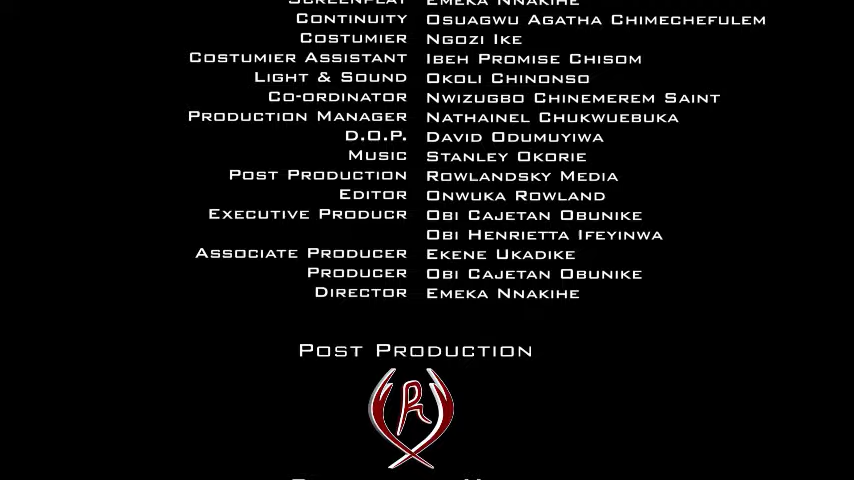 Screenplay Emeka Nnakihe
Continuity Osuagwu Agatha Chimechefulem
Costumier Ngozi Ike
Costumier Assistant Ibeh Promise Chisom
Light & Sound Okoli Chinonso
Co-ordinator Nwizugbo Chinemerem Saint
Production Manager Nathainel Chukwuebuka
D.O.P. David Odumuyiwa
Music Stanley Okorie
Post Production Rowlandsky Media
Editor Onwuka Rowland
Executive Producr Obi Cajetan Obunike
Obi Henrietta Ifeyinwa
Associate Producer Ekene Ukadike
Producer Obi Cajetan Obunike
Director Emeka Nnakihe
Post Production
R